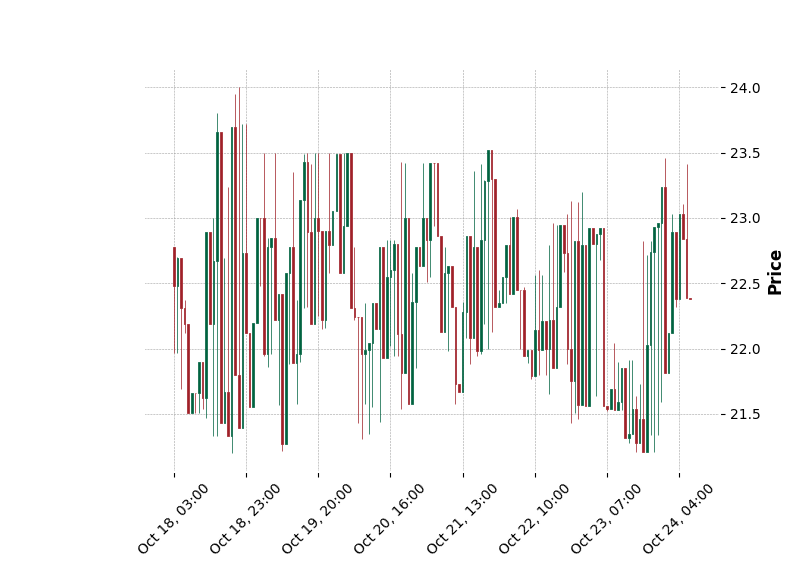 24.0
23.5
23.0
22.5
22.0
21.5
Price
Oct 18, 03:00
Oct 18, 23:00
Oct 19, 20:00
Oct 20, 16:00
Oct 21, 13:00
Oct 22, 10:00
Oct 23, 07:00
Oct 24, 04:00